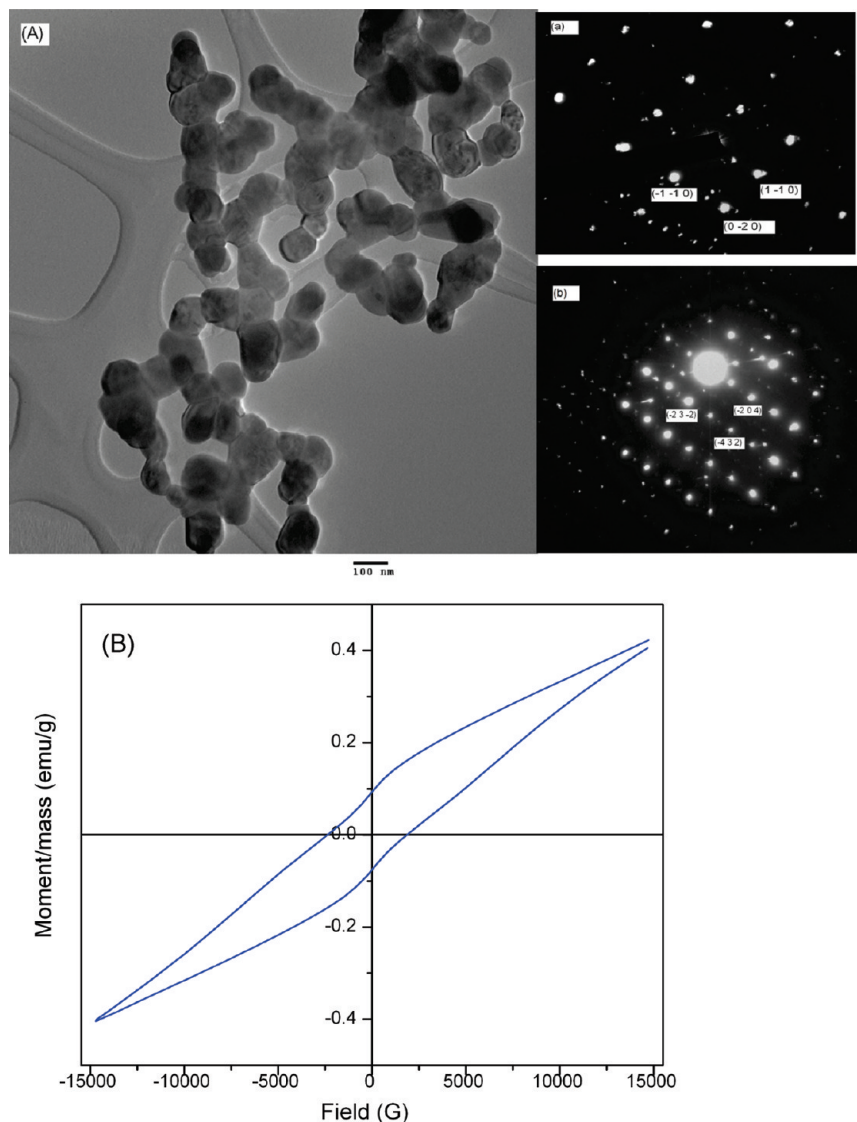 (A)
(a)
(-1 -1 0)
(1 -1 0)
(0 -2 0)
(b)
(-2 3 -2)
(-2 0 4)
(-4 3 2)
100 nm
(B)
Moment/mass (emu/g)
0.4
0.2
0.0
-0.2
-0.4
-15000 -10000 -5000 0 5000 10000 15000
Field (G)